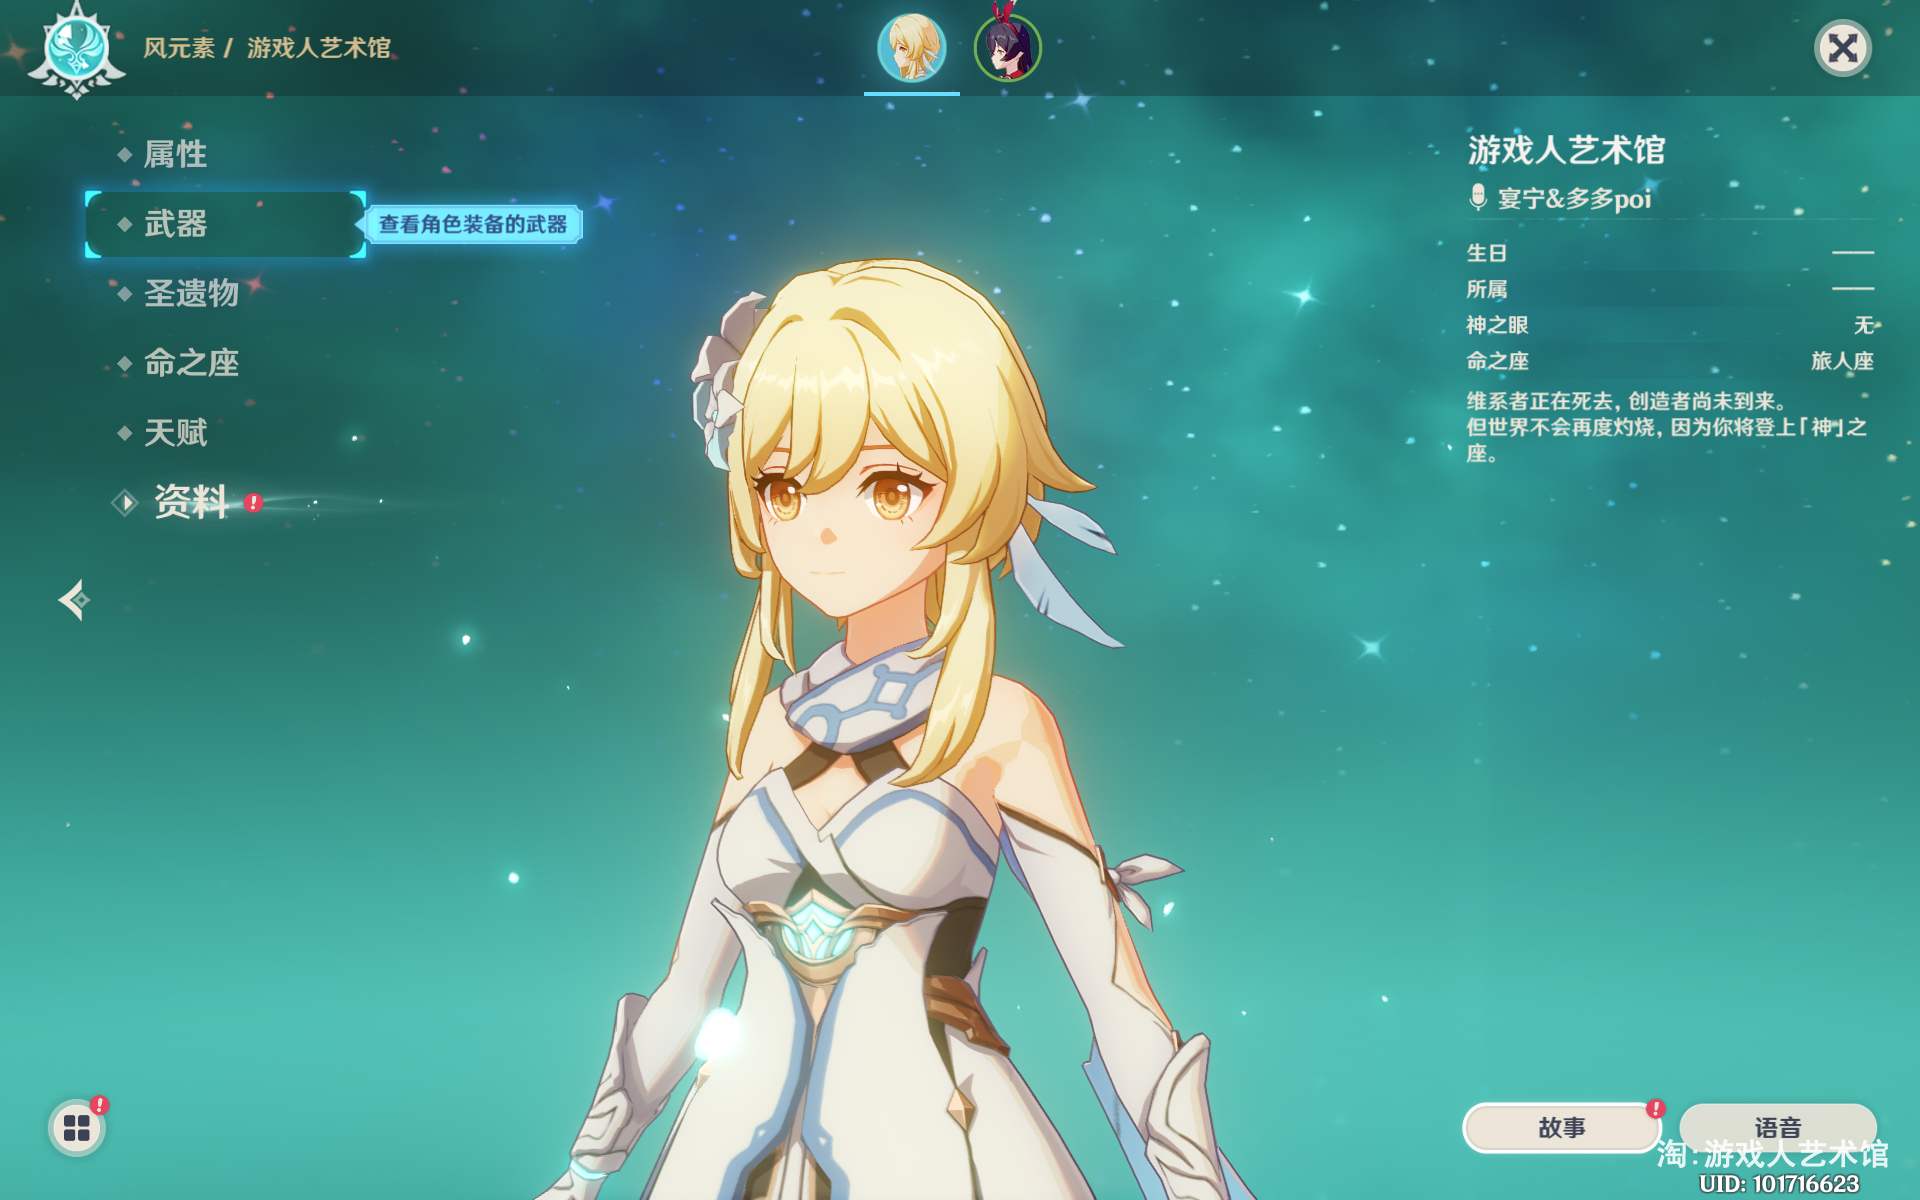 风元素 / 游戏人艺术馆
属性
武器
查看角色装备的武器
圣遗物
命之座
天赋
资料
游戏人艺术馆
宴宁&多多poi
生日 ——
所属 ——
神之眼 无
命之座 旅人座
维系者正在死去，创造者尚未到来。
但世界不会再度灼烧，因为你将登上「神」之
座。
故事
语音
淘:游戏人艺术馆
UID: 101716623